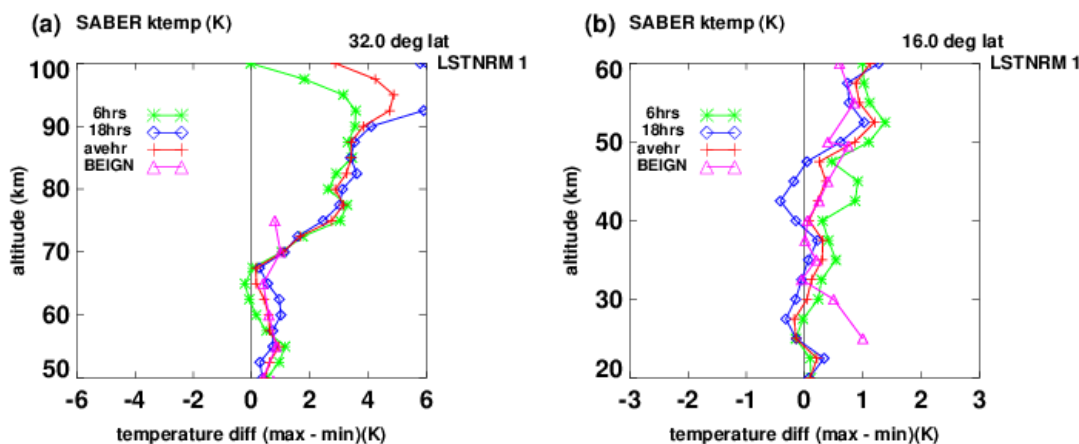 (a) SABER ktemp (K)
32.0 deg lat
LSTNRM 1
100
90
80
70
60
50
altitude (km)
6hrs
18hrs
avehr
BEIGN
-6 -4 -2 0 2 4 6
temperature diff (max - min)(K)
(b) SABER ktemp (K)
16.0 deg lat
LSTNRM 1
60
50
40
30
20
altitude (km)
6hrs
18hrs
avehr
BEIGN
-3 -2 -1 0 1 2 3
temperature diff (max - min)(K)